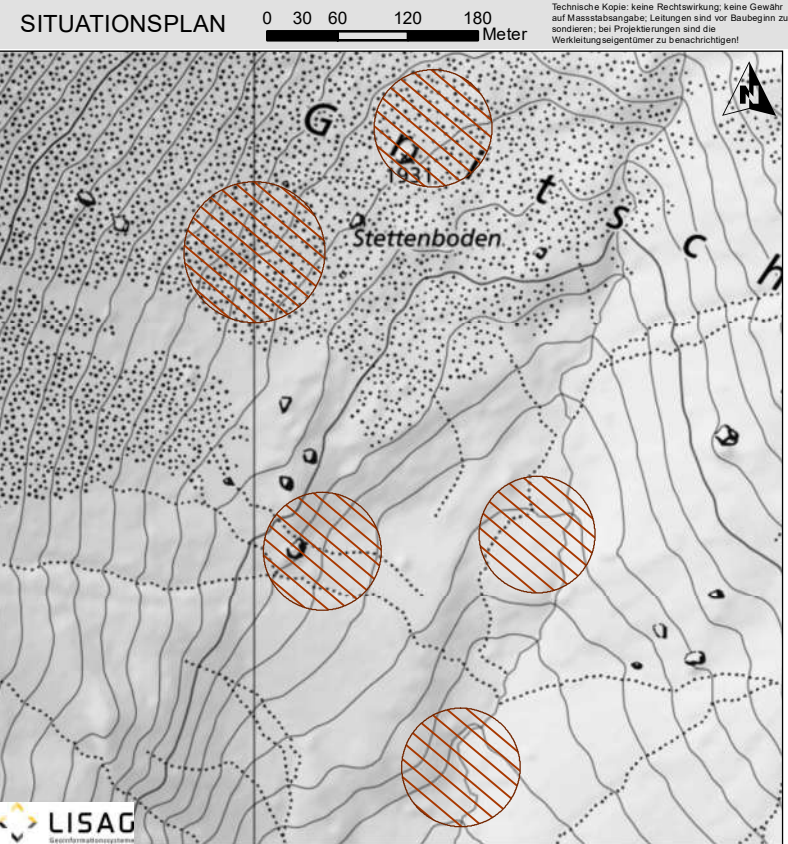 SITUATIONSPLAN
0 30 60 120 180
Meter
Technische Kopie: keine Rechtswirkung; keine Gewähr
auf Massstabsangabe; Leitungen sind vor Baubeginn zu
sondieren; bei Projektierungen sind die
Werkleitungseigentümer zu benachrichtigen!
N
G n i t s c h
1931
Stettenboden
LISAG
Geoinformationssysteme